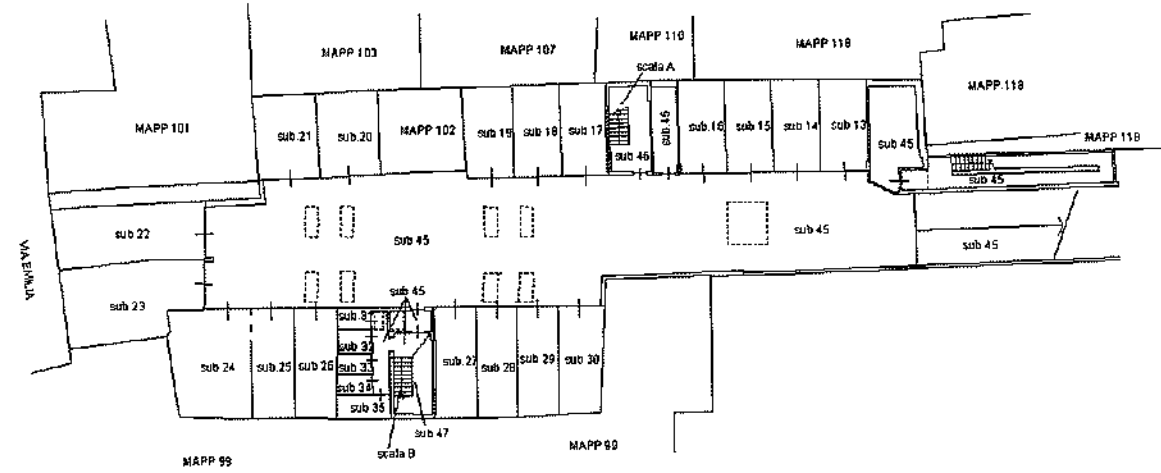 MAPP 103
MAPP 107
MAPP 116
MAPP 118
scala A
MAPP 118
MAPP 101
sub.21
sub.20
MAPP 102
sub.19
sub.18
sub.17
sub.46
sub.45
sub.16
sub.15
sub.14
sub.13
sub 45
MAPP 118
sub 45
sub 22
VIA EMILIA
sub 45
sub 45
sub 45
sub 23
sub 45
sub.32
sub.33
sub.34
sub 35
sub 24
sub.25
sub.26
sub.27
sub 28
sub 29
sub 30
sub 47
scala B
MAPP 99
MAPP 99